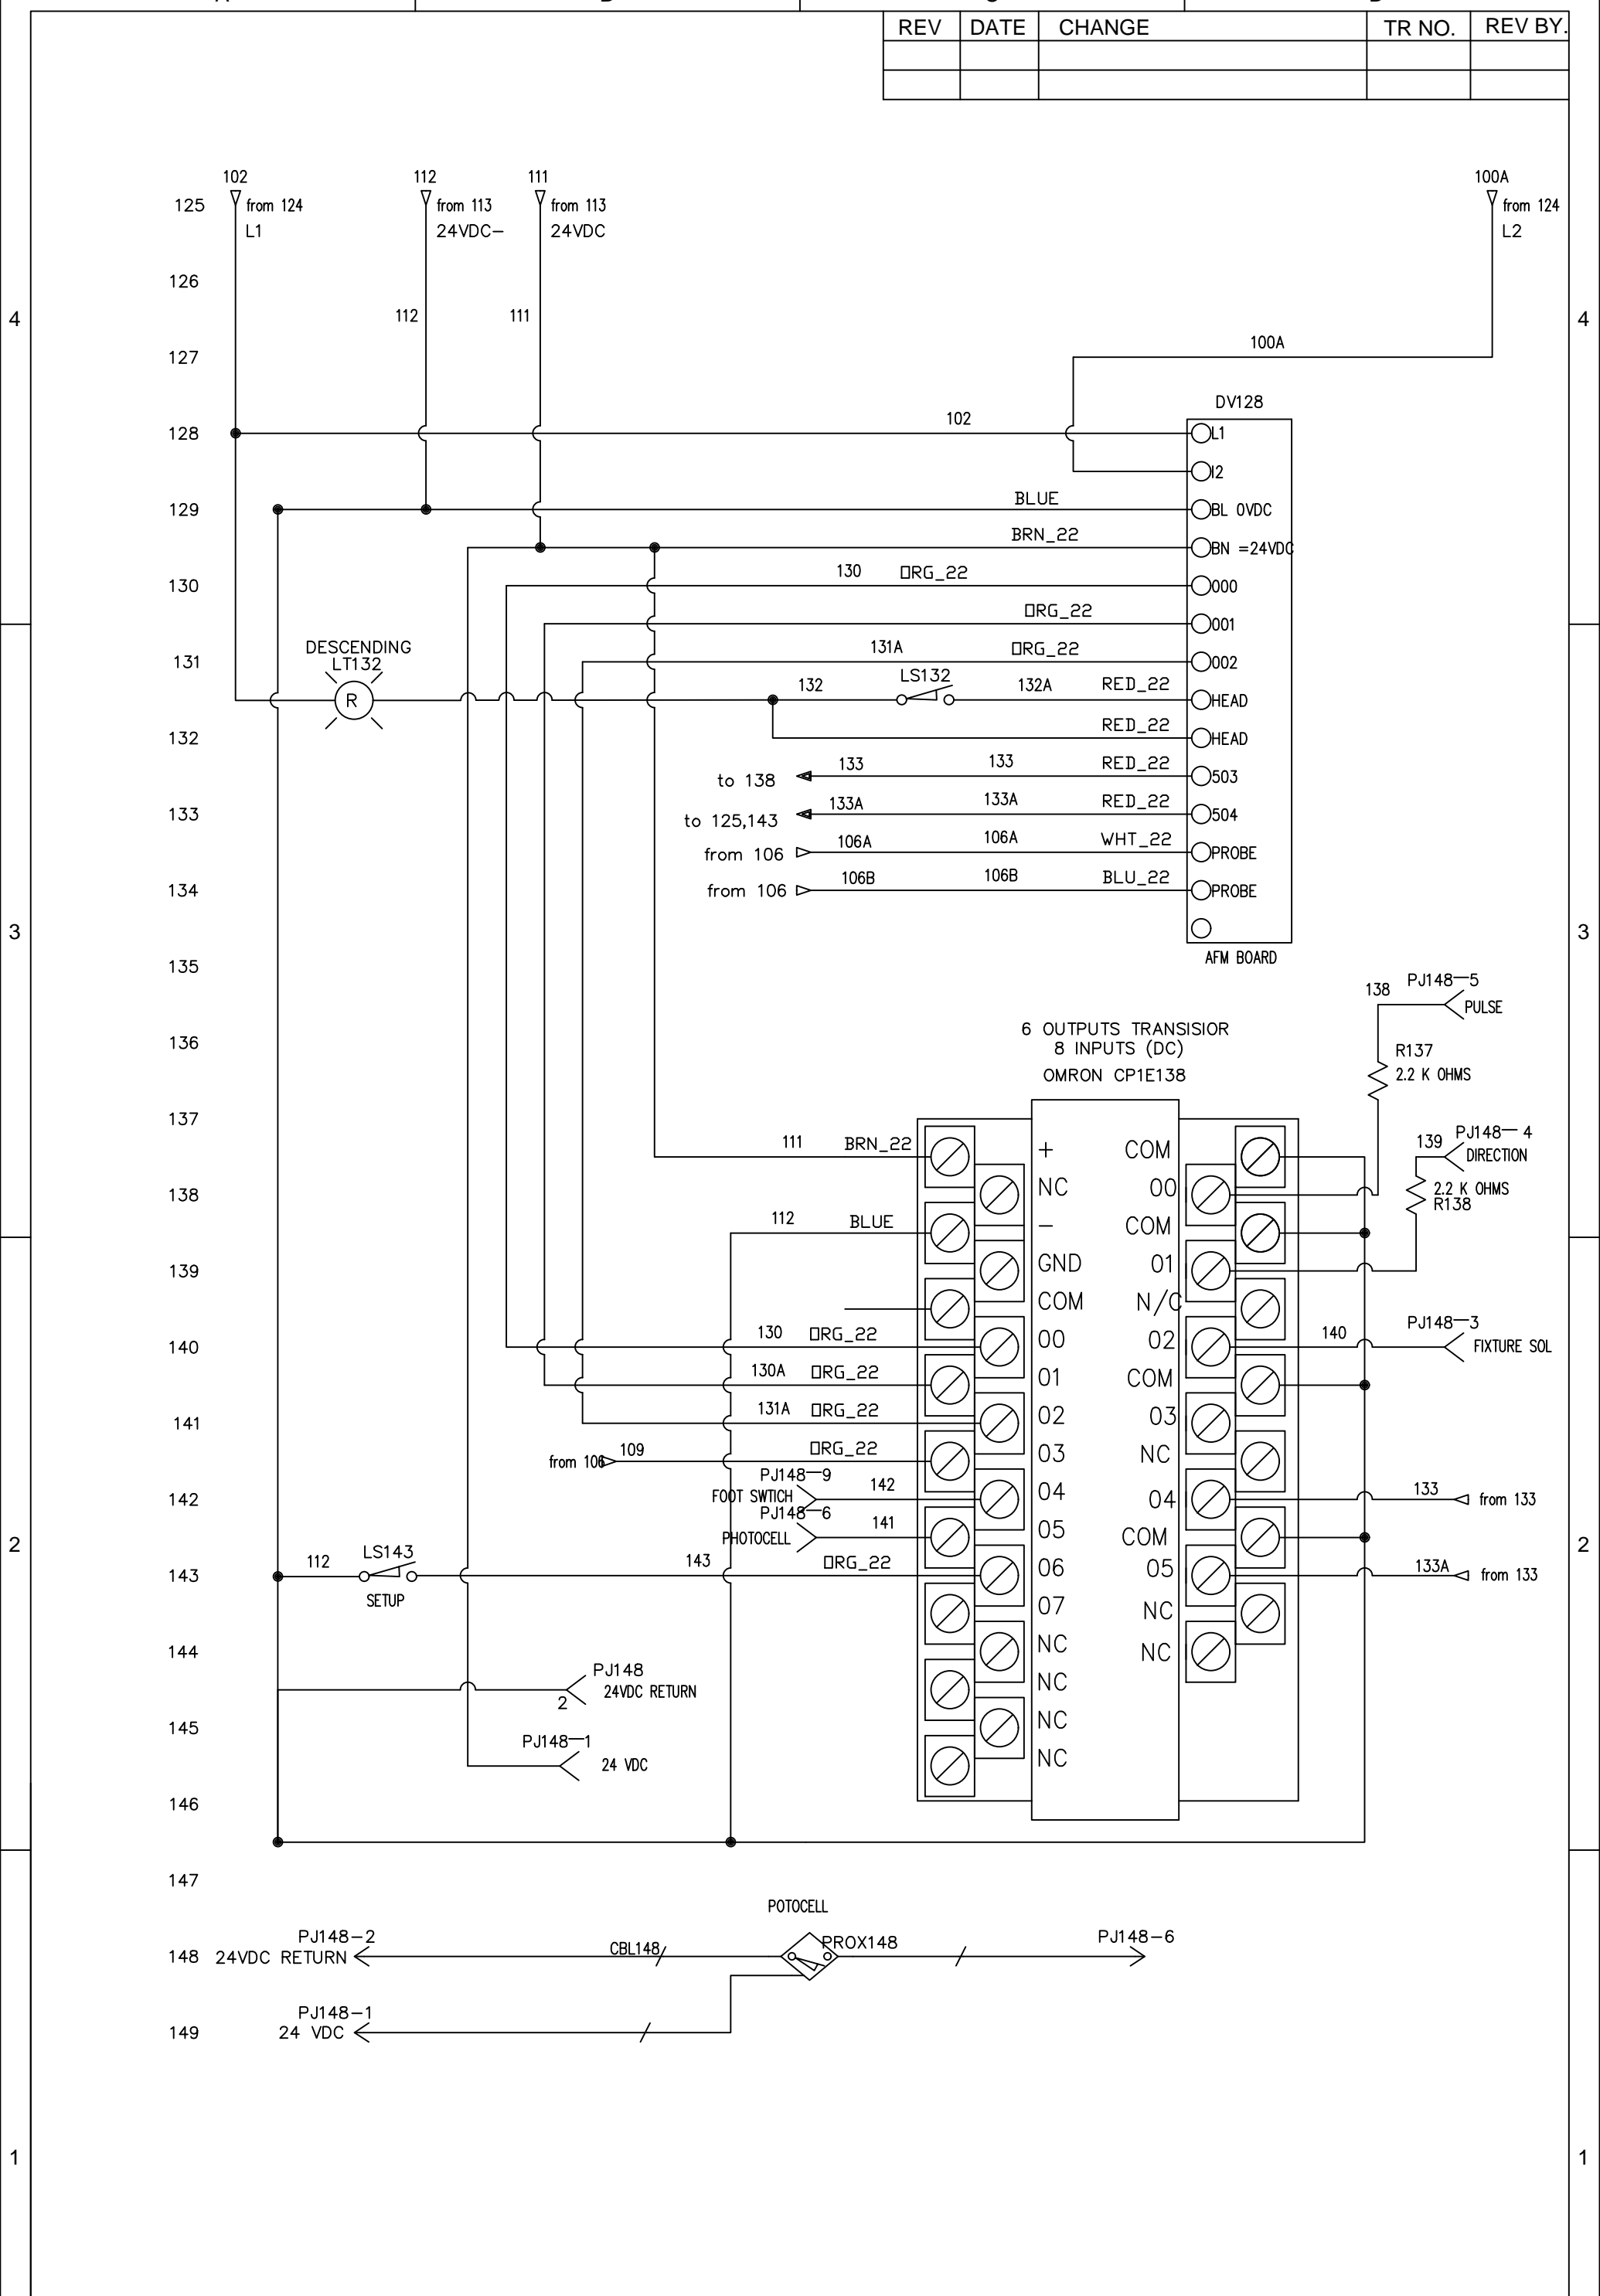 REV DATE CHANGE TR NO. REV BY.
102 112 111 100A
125 from 124 from 113 from 113 from 124
L1 24VDC- 24VDC L2
126
4 112 111 4
127 100A
DV128
128 102 L1
I2
129 BLUE BL 0VDC
BRN_22 BN =24VDC
130 130 ORG_22 000
ORG_22 001
DESCENDING
131 LT132 131A ORG_22 002
R 132 LS132 132A RED_22 HEAD
132 RED_22 HEAD
to 138 133 133 RED_22 503
133 to 125,143 133A 133A RED_22 504
from 106 106A 106A WHT_22 PROBE
134 from 106 106B 106B BLU_22 PROBE
3 3
135 AFM BOARD
138 PJ148-5
PULSE
136 6 OUTPUTS TRANSISIOR
8 INPUTS (DC)
OMRON CP1E138
R137
2.2 K OHMS
137
111 BRN_22 + COM 139 PJ148-4
DIRECTION
138 NC 00 2.2 K OHMS
R138
112 BLUE - COM
139 GND 01
COM N/C
140 130 ORG_22 00 02 140 PJ148-3
FIXTURE SOL
130A ORG_22 01 COM
141 131A ORG_22 02 03
from 106 109 ORG_22 03 NC
PJ148-9
142 FOOT SWTICH 142 04 04 133 from 133
PJ148-6
2 PHOTOCELL 141 05 COM 2
143 112 LS143 143 ORG_22 06 05 133A from 133
SETUP
07 NC
144 NC NC
PJ148
2 24VDC RETURN NC
145 NC
PJ148-1
24 VDC NC
146
147
POTOCELL
PJ148-2 PJ148-6
148 24VDC RETURN CBL148 PROX148
PJ148-1
149 24 VDC
1 1